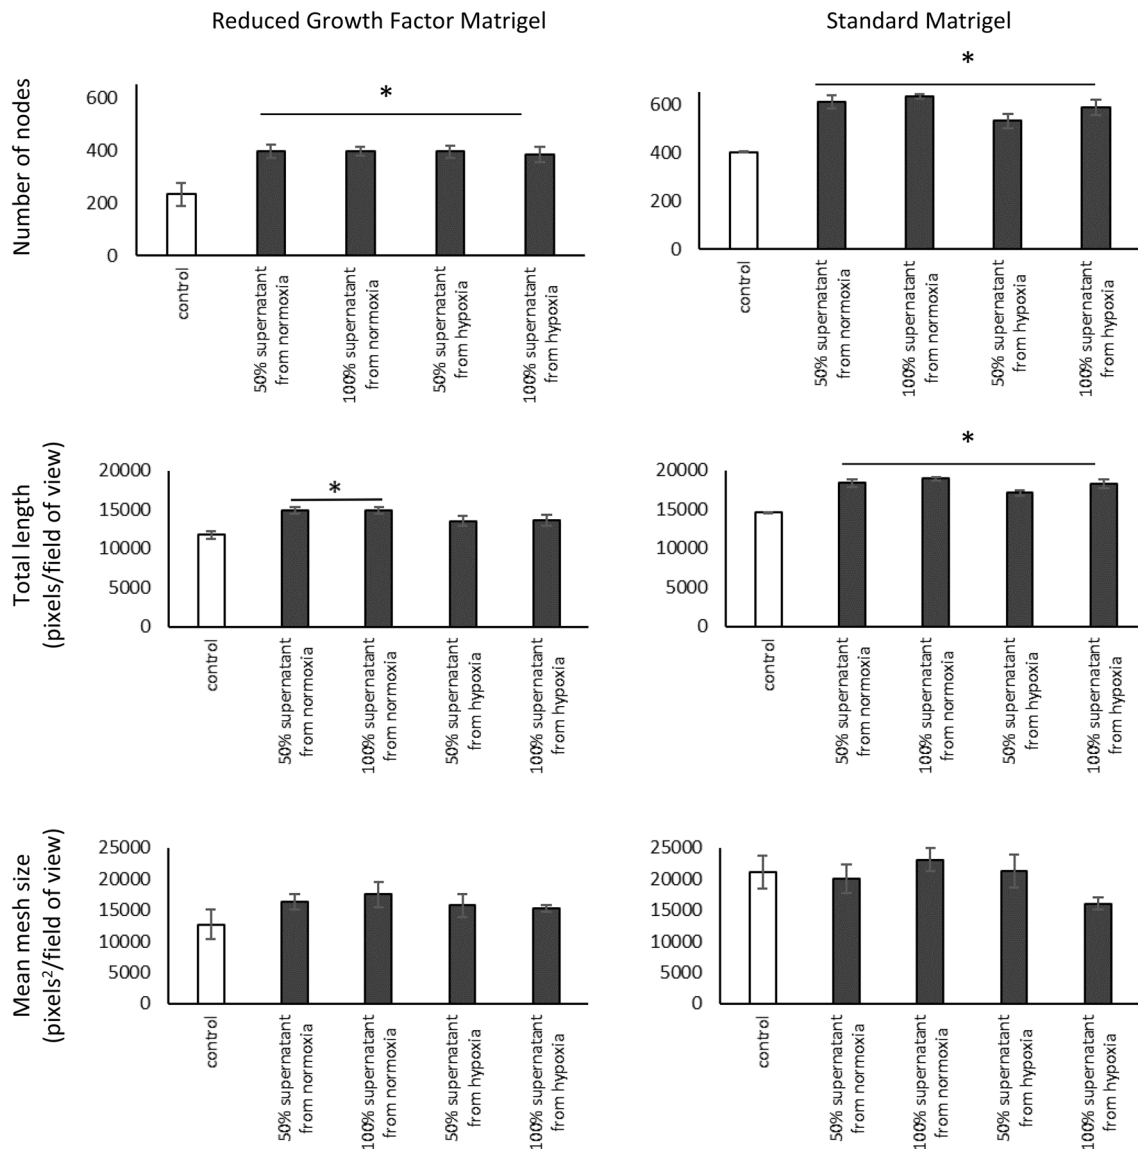 Reduced Growth Factor Matrigel
Standard Matrigel
Number of nodes
600
400
200
0
*
control
50% supernatant
from normoxia
100% supernatant
from normoxia
50% supernatant
from hypoxia
100% supernatant
from hypoxia
600
400
200
0
*
control
50% supernatant
from normoxia
100% supernatant
from normoxia
50% supernatant
from hypoxia
100% supernatant
from hypoxia
Total length
(pixels/field of view)
20000
15000
10000
5000
0
*
control
50% supernatant
from normoxia
100% supernatant
from normoxia
50% supernatant
from hypoxia
100% supernatant
from hypoxia
20000
15000
10000
5000
0
*
control
50% supernatant
from normoxia
100% supernatant
from normoxia
50% supernatant
from hypoxia
100% supernatant
from hypoxia
Mean mesh size
(pixels²/field of view)
25000
20000
15000
10000
5000
0
control
50% supernatant
from normoxia
100% supernatant
from normoxia
50% supernatant
from hypoxia
100% supernatant
from hypoxia
25000
20000
15000
10000
5000
0
control
50% supernatant
from normoxia
100% supernatant
from normoxia
50% supernatant
from hypoxia
100% supernatant
from hypoxia